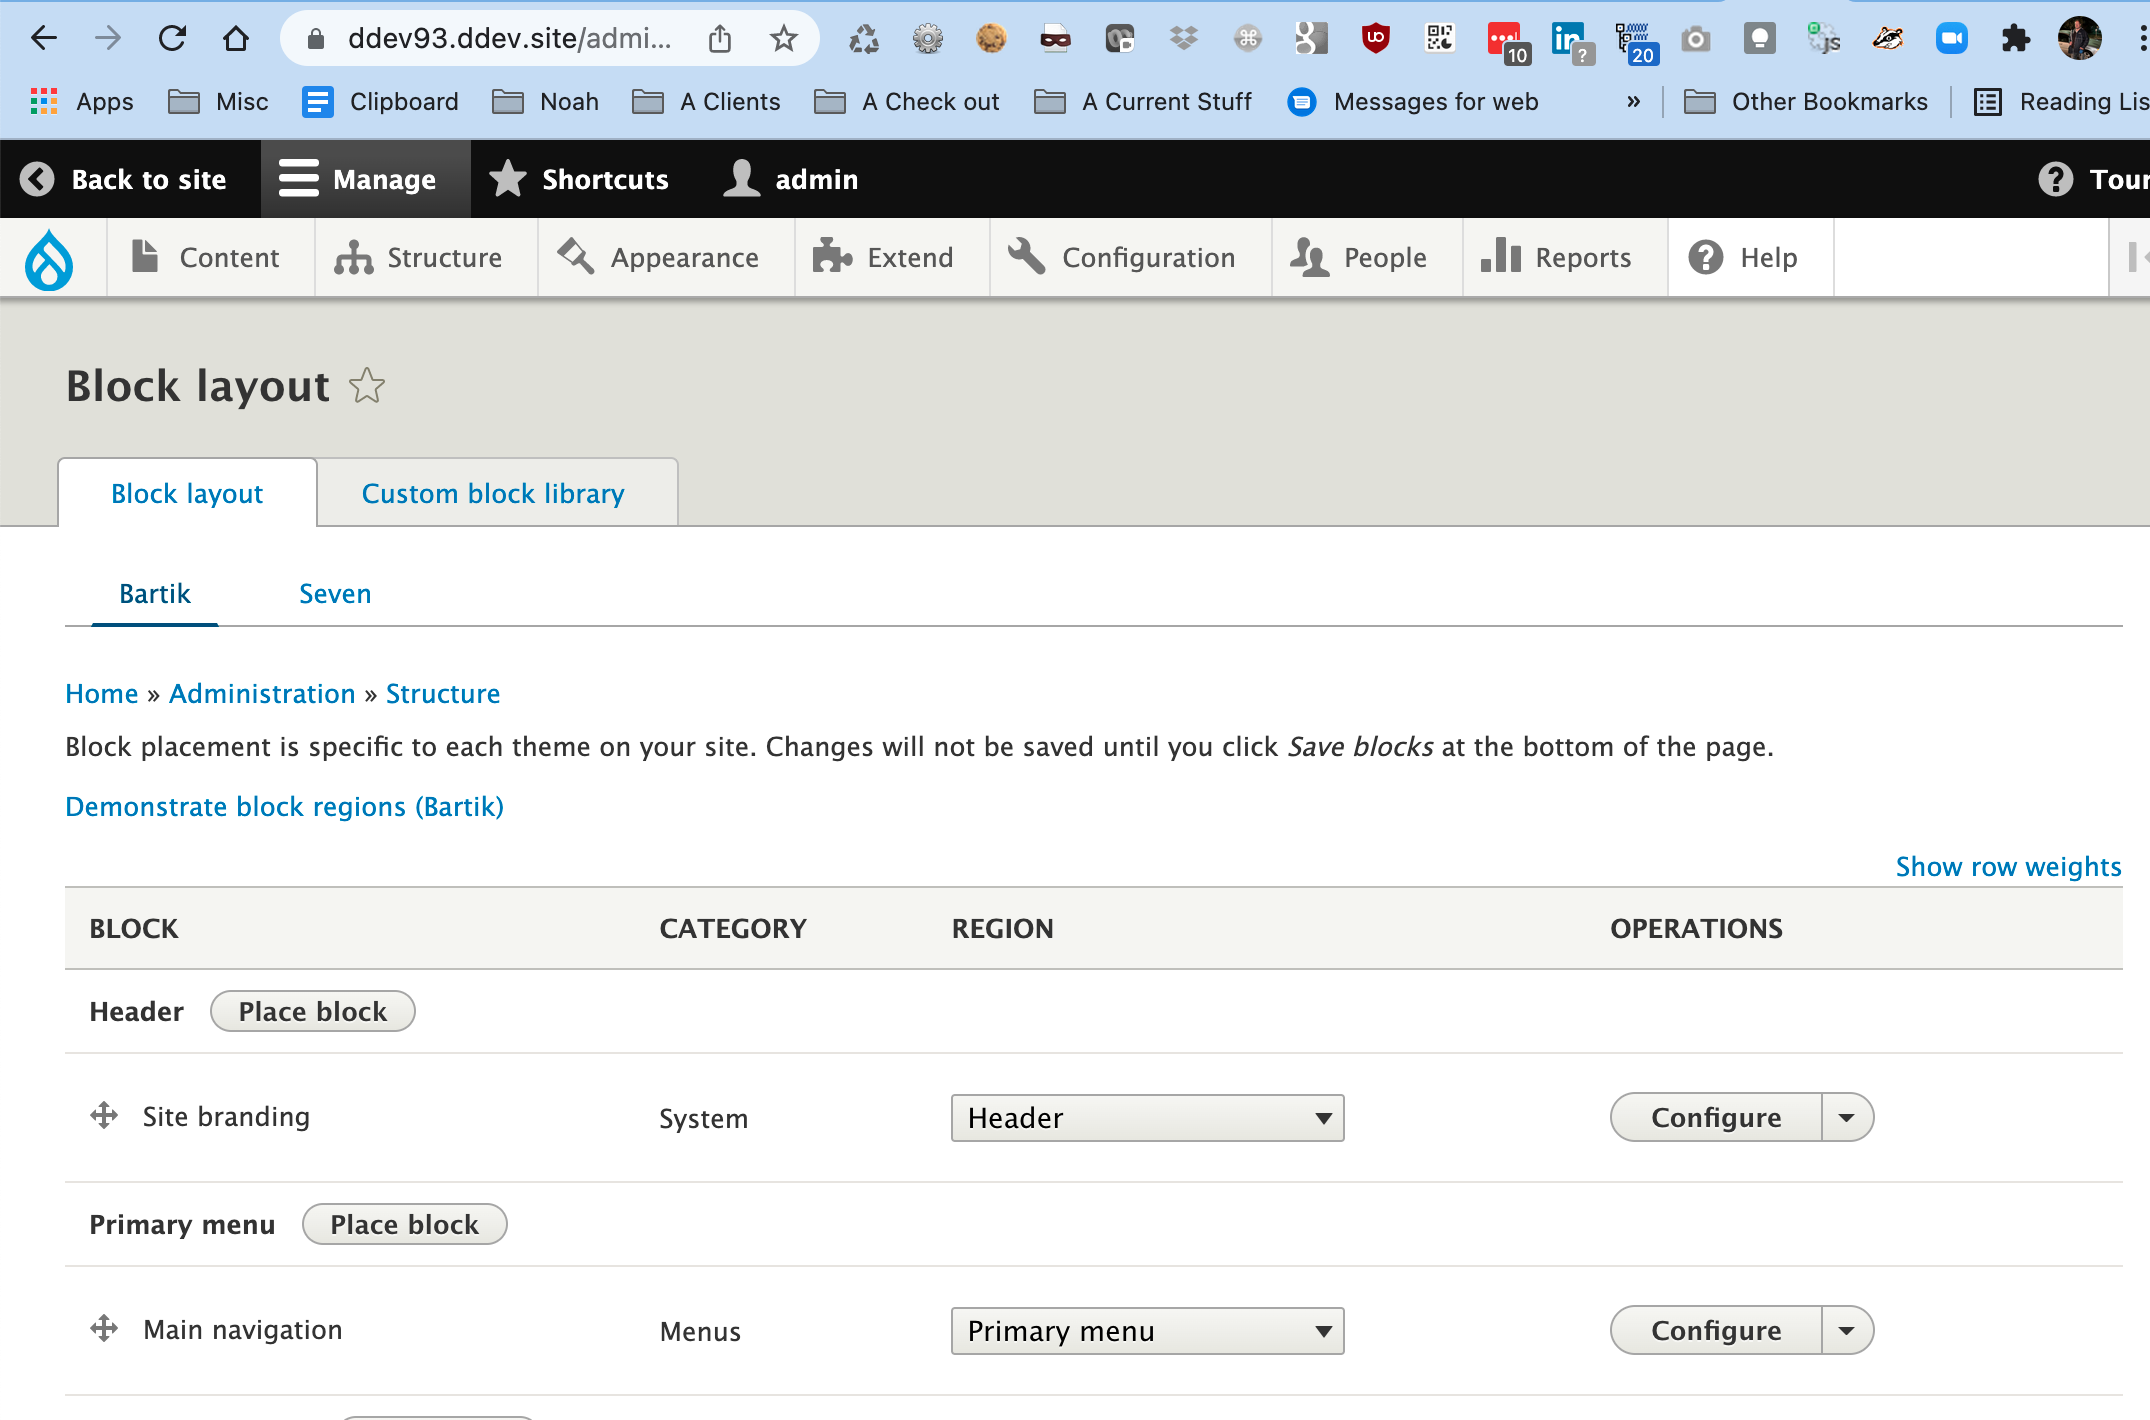 ddev93.ddev.site/admi...
10
?
20
js
Apps Misc Clipboard Noah A Clients A Check out A Current Stuff Messages for web » Other Bookmarks Reading Lis
Back to site Manage Shortcuts admin Tour
Content Structure Appearance Extend Configuration People Reports Help
Block layout
Block layout Custom block library
Bartik Seven
Home » Administration » Structure
Block placement is specific to each theme on your site. Changes will not be saved until you click Save blocks at the bottom of the page.
Demonstrate block regions (Bartik)
Show row weights
BLOCK CATEGORY REGION OPERATIONS
Header Place block
Site branding System Header Configure
Primary menu Place block
Main navigation Menus Primary menu Configure